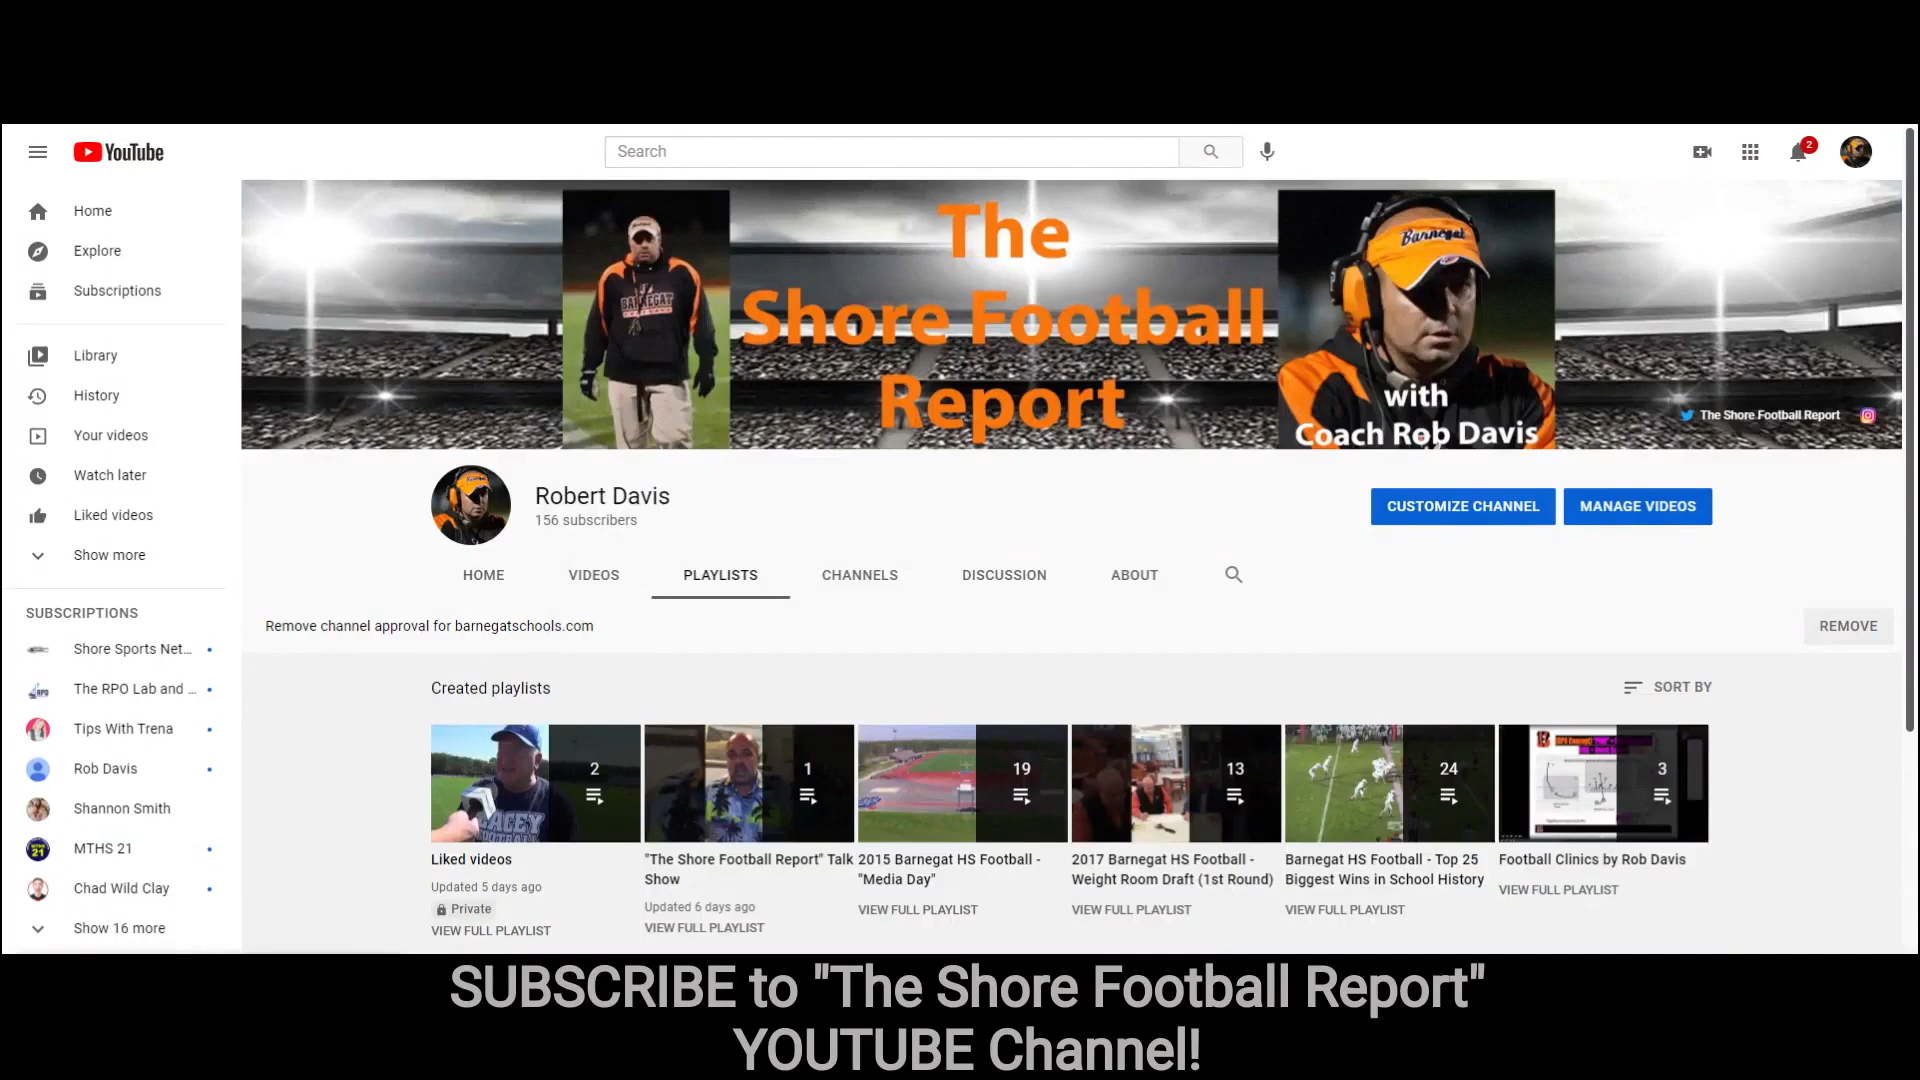 YouTube
Search
2
Home
Explore
Subscriptions
Library
History
Your videos
Watch later
Liked videos
Show more
SUBSCRIPTIONS
Shore Sports Net...
The RPO Lab and ...
Tips With Trena
Rob Davis
Shannon Smith
MTHS 21
Chad Wild Clay
Show 16 more
The
Shore Football
Report
BARNEGAT
Barnegat
with
Coach Rob Davis
The Shore Football Report
Robert Davis
156 subscribers
CUSTOMIZE CHANNEL
MANAGE VIDEOS
HOME
VIDEOS
PLAYLISTS
CHANNELS
DISCUSSION
ABOUT
Remove channel approval for barnegatschools.com
REMOVE
Created playlists
SORT BY
2
LACEY
Liked videos
Updated 5 days ago
Private
VIEW FULL PLAYLIST
1
"The Shore Football Report" Talk
Show
Updated 6 days ago
VIEW FULL PLAYLIST
19
2015 Barnegat HS Football -
"Media Day"
VIEW FULL PLAYLIST
13
2017 Barnegat HS Football -
Weight Room Draft (1st Round)
VIEW FULL PLAYLIST
24
Barnegat HS Football - Top 25
Biggest Wins in School History
VIEW FULL PLAYLIST
3
Football Clinics by Rob Davis
VIEW FULL PLAYLIST
SUBSCRIBE to "The Shore Football Report"
YOUTUBE Channel!